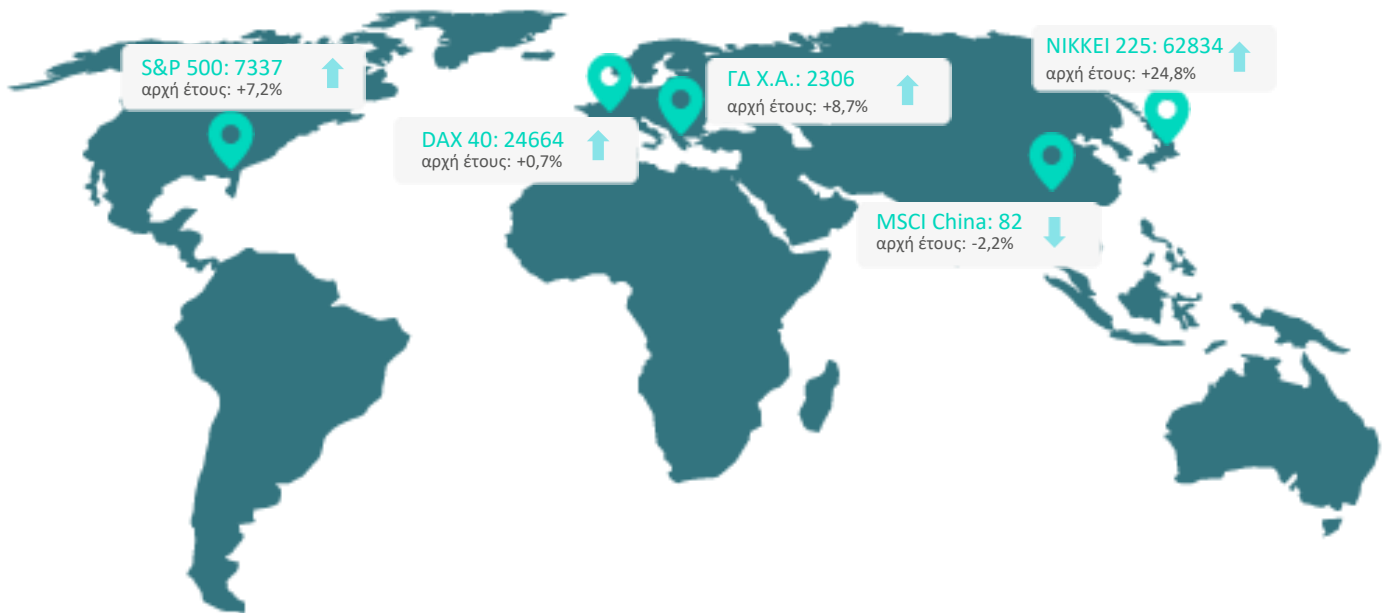 S&P 500: 7337
αρχή έτους: +7,2%
DAX 40: 24664
αρχή έτους: +0,7%
ΓΔ Χ.Α.: 2306
αρχή έτους: +8,7%
NIKKEI 225: 62834
αρχή έτους: +24,8%
MSCI China: 82
αρχή έτους: -2,2%